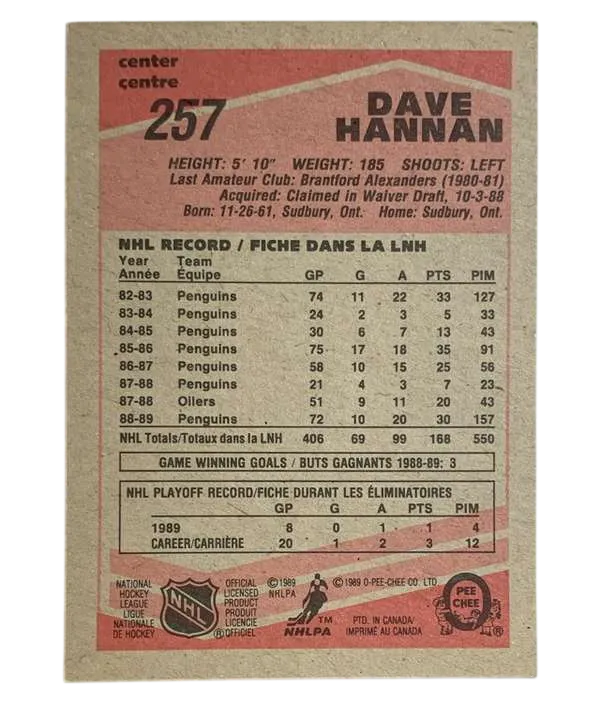 center
centre
257
DAVE
HANNAN
HEIGHT: 5' 10" WEIGHT: 185 SHOOTS: LEFT
Last Amateur Club: Brantford Alexanders (1980-81)
Acquired: Claimed in Waiver Draft, 10-3-88
Born: 11-26-61, Sudbury, Ont. Home: Sudbury, Ont.
NHL RECORD / FICHE DANS LA LNH
Year Team
Année Équipe GP G A PTS PIM
82-83 Penguins 74 11 22 33 127
83-84 Penguins 24 2 3 5 33
84-85 Penguins 30 6 7 13 43
85-86 Penguins 75 17 18 35 91
86-87 Penguins 58 10 15 25 56
87-88 Penguins 21 4 3 7 23
87-88 Oilers 51 9 11 20 43
88-89 Penguins 72 10 20 30 157
NHL Totals/Totaux dans la LNH 406 69 99 168 550
GAME WINNING GOALS / BUTS GAGNANTS 1988-89: 3
NHL PLAYOFF RECORD/FICHE DURANT LES ÉLIMINATOIRES
GP G A PTS PIM
1989 8 0 1 1 4
CAREER/CARRIÈRE 20 1 2 3 12
NATIONAL
HOCKEY
LEAGUE
LIGUE
NATIONALE
DE HOCKEY
NHL
OFFICIAL
LICENSED
PRODUCT
PRODUIT
LICENCIE
® OFFICIEL
© 1989
NHLPA
TM
NHLPA
© 1989 O-PEE-CHEE CO. LTD
PTD. IN CANADA/
IMPRIMÉ AU CANADA
O
PEE
CHEE
®